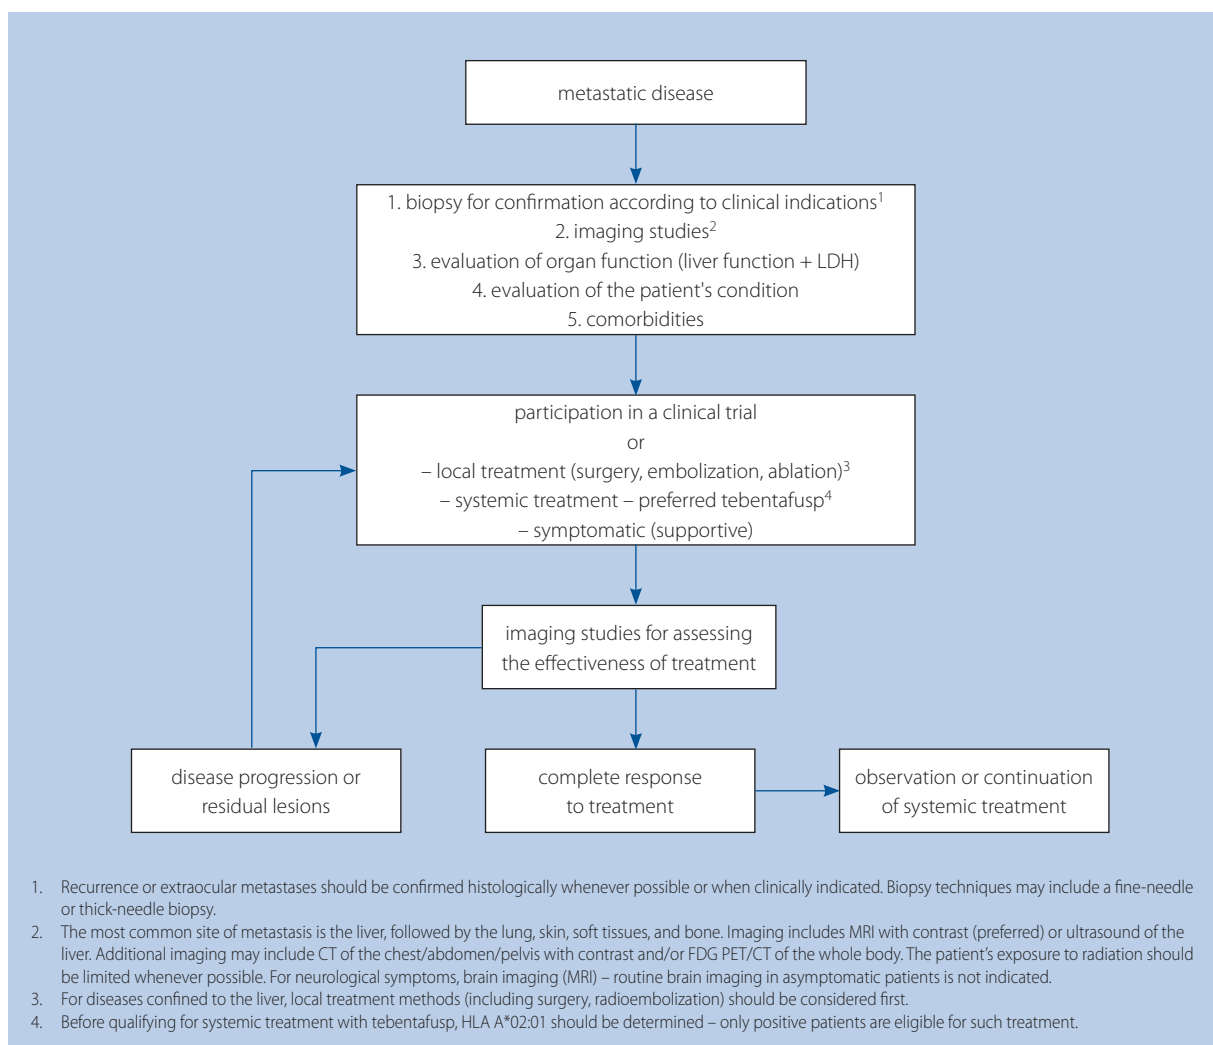 metastatic disease
1. biopsy for confirmation according to clinical indications1
2. imaging studies2
3. evaluation of organ function (liver function + LDH)
4. evaluation of the patient's condition
5. comorbidities
participation in a clinical trial
or
– local treatment (surgery, embolization, ablation)3
– systemic treatment – preferred tebentafusp4
– symptomatic (supportive)
imaging studies for assessing
the effectiveness of treatment
disease progression or
residual lesions
complete response
to treatment
observation or continuation
of systemic treatment
1. Recurrence or extraocular metastases should be confirmed histologically whenever possible or when clinically indicated. Biopsy techniques may include a fine-needle
or thick-needle biopsy.
2. The most common site of metastasis is the liver, followed by the lung, skin, soft tissues, and bone. Imaging includes MRI with contrast (preferred) or ultrasound of the
liver. Additional imaging may include CT of the chest/abdomen/pelvis with contrast and/or FDG PET/CT of the whole body. The patient's exposure to radiation should
be limited whenever possible. For neurological symptoms, brain imaging (MRI) – routine brain imaging in asymptomatic patients is not indicated.
3. For diseases confined to the liver, local treatment methods (including surgery, radioembolization) should be considered first.
4. Before qualifying for systemic treatment with tebentafusp, HLA A*02:01 should be determined – only positive patients are eligible for such treatment.